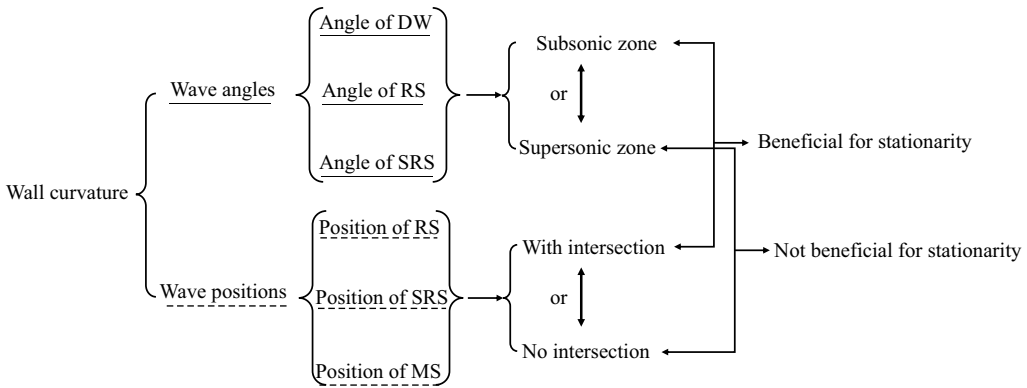 Wall curvature
Wave angles
Angle of DW
Angle of RS
Angle of SRS
Subsonic zone
or
Supersonic zone
Wave positions
Position of RS
Position of SRS
Position of MS
With intersection
or
No intersection
Beneficial for stationarity
Not beneficial for stationarity